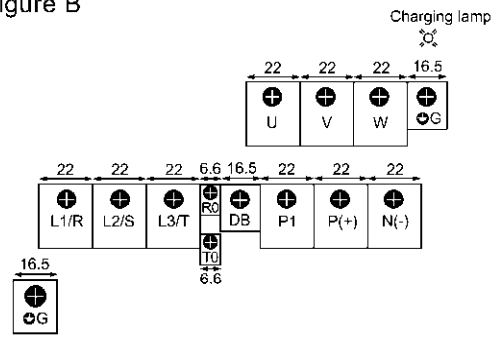 igure B
Charging lamp
22 22 22 16.5
U V W G
22 22 22 6.6 16.5 22 22 22
L1/R L2/S L3/T R0 DB P1 P(+) N(-)
T0
16.5 6.6
G